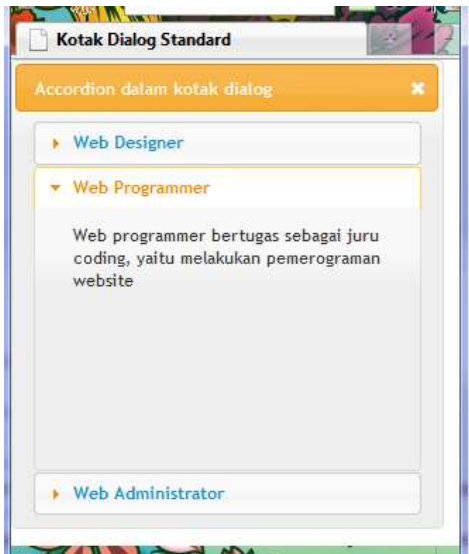 Kotak Dialog Standard
Accordion dalam kotak dialog
Web Designer
Web Programmer
Web programmer bertugas sebagai juru
coding, yaitu melakukan pemerograman
website
Web Administrator